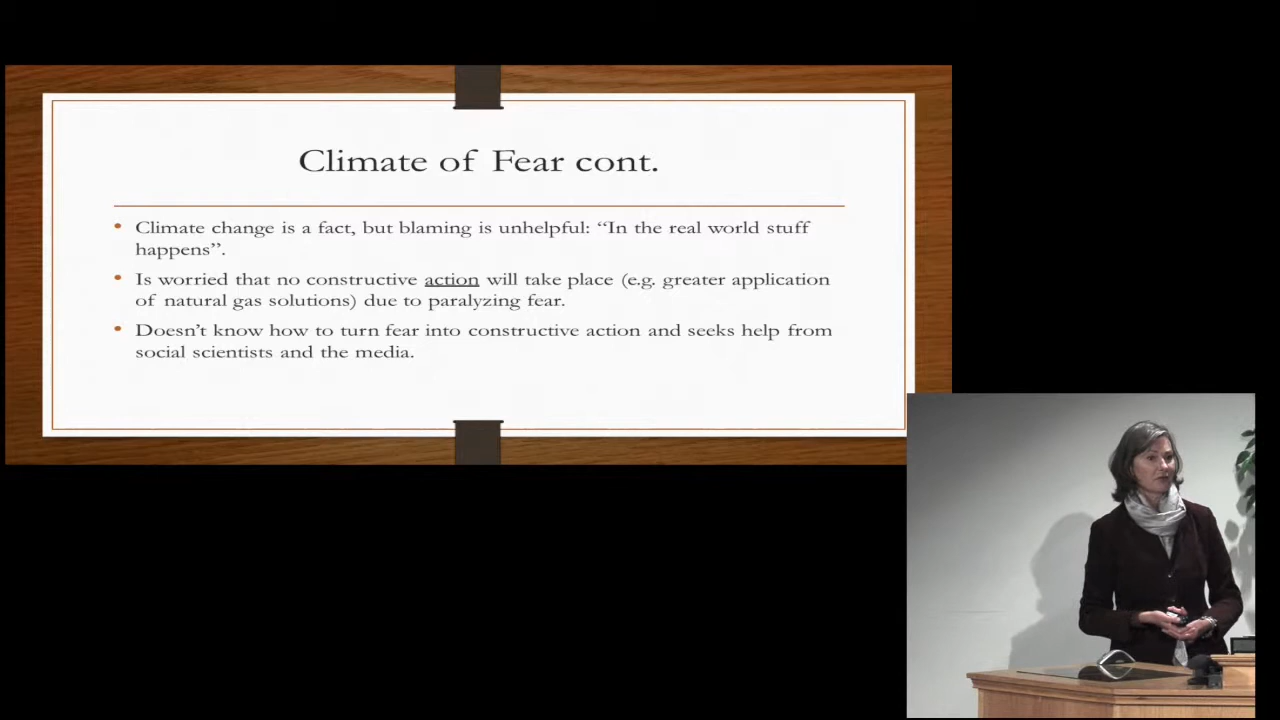 Climate of Fear cont.
• Climate change is a fact, but blaming is unhelpful: “In the real world stuff
happens”.
• Is worried that no constructive action will take place (e.g. greater application
of natural gas solutions) due to paralyzing fear.
• Doesn’t know how to turn fear into constructive action and seeks help from
social scientists and the media.